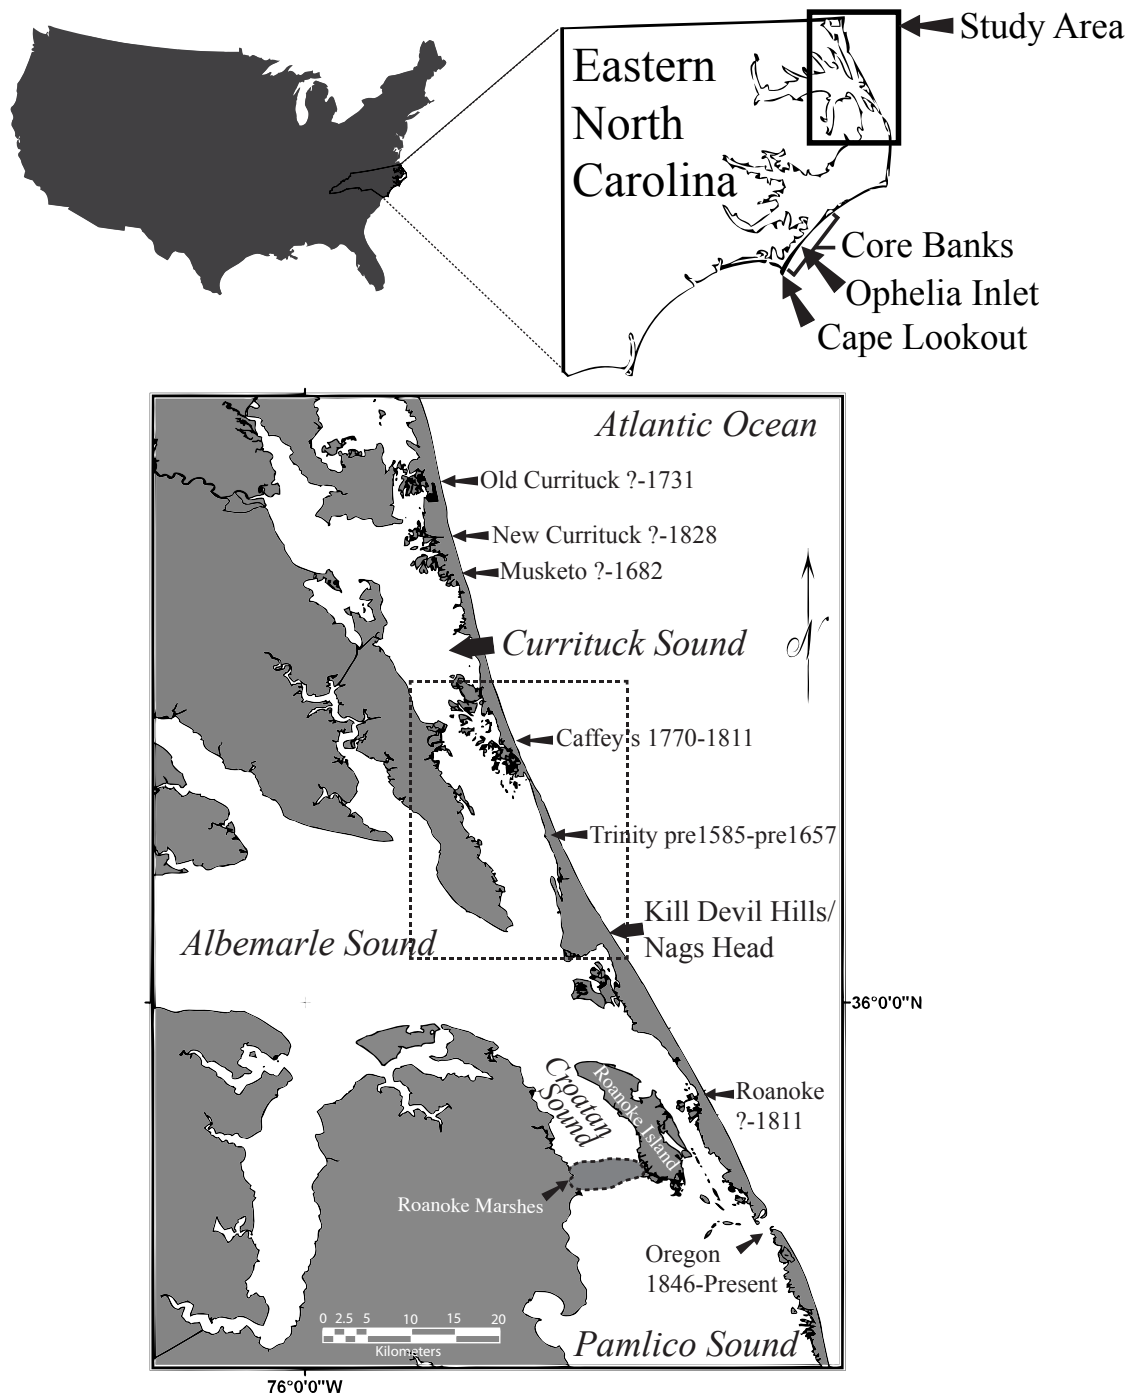 Study Area
Eastern
North
Carolina
Core Banks
Ophelia Inlet
Cape Lookout
Atlantic Ocean
Old Currituck ?-1731
New Currituck ?-1828
Musketo ?-1682
N
Currituck Sound
Caffey's 1770-1811
Trinity pre1585-pre1657
Kill Devil Hills/
Nags Head
Albemarle Sound
36°0'0"N
Croatan
Sound
Roanoke Island
Roanoke
?-1811
Roanoke Marshes
Oregon
1846-Present
0 2.5 5 10 15 20
Kilometers
Pamlico Sound
76°0'0"W